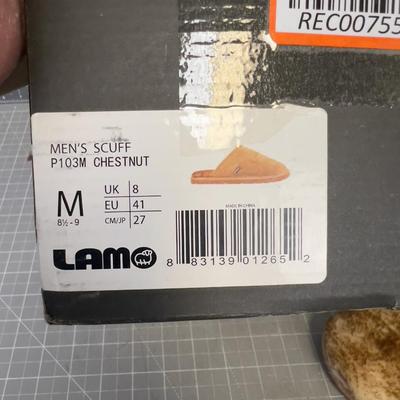 REC00755
MEN'S SCUFF
P103M CHESTNUT
M
8½-9
UK 8
EU 41
CM/JP 27
MADE IN CHINA
LAMO
8 83139 01265 2